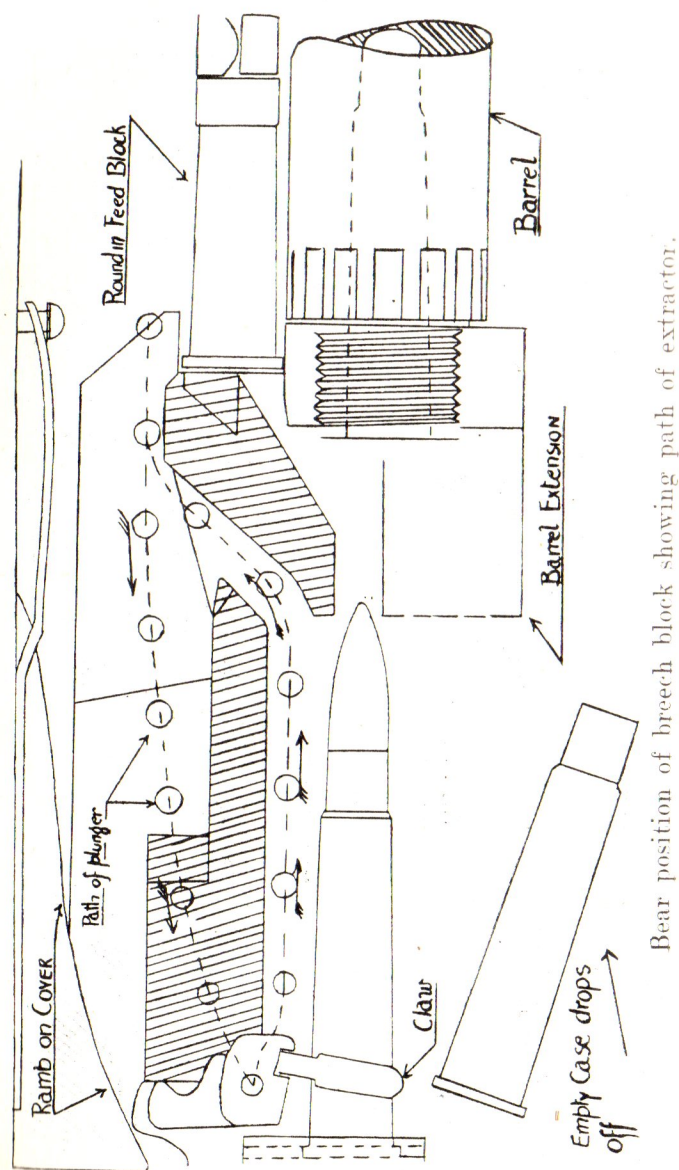 Ramb on COVER
Path of plunger
Round in Feed Block
Barrel
Barrel Extension
Claw
Empty Case drops
off
Bear position of breech block showing path of extractor.